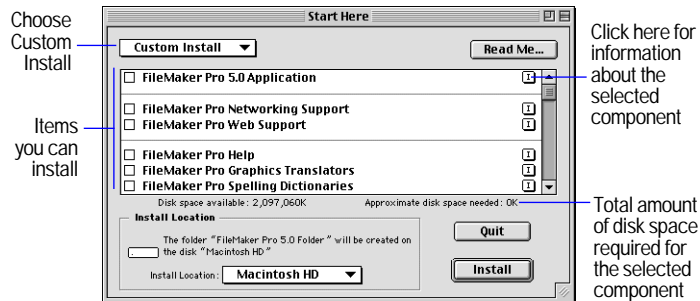 Start Here
Choose
Custom
Install
Custom Install
Read Me...
Click here for
information
about the
selected
component
Items
you can
install
FileMaker Pro 5.0 Application
I
FileMaker Pro Networking Support
I
FileMaker Pro Web Support
I
FileMaker Pro Help
I
FileMaker Pro Graphics Translators
I
FileMaker Pro Spelling Dictionaries
I
Disk space available: 2,097,060K
Approximate disk space needed: 0K
Total amount
of disk space
required for
the selected
component
Install Location
The folder "FileMaker Pro 5.0 Folder" will be created on
the disk "Macintosh HD"
Install Location:
Macintosh HD
Quit
Install